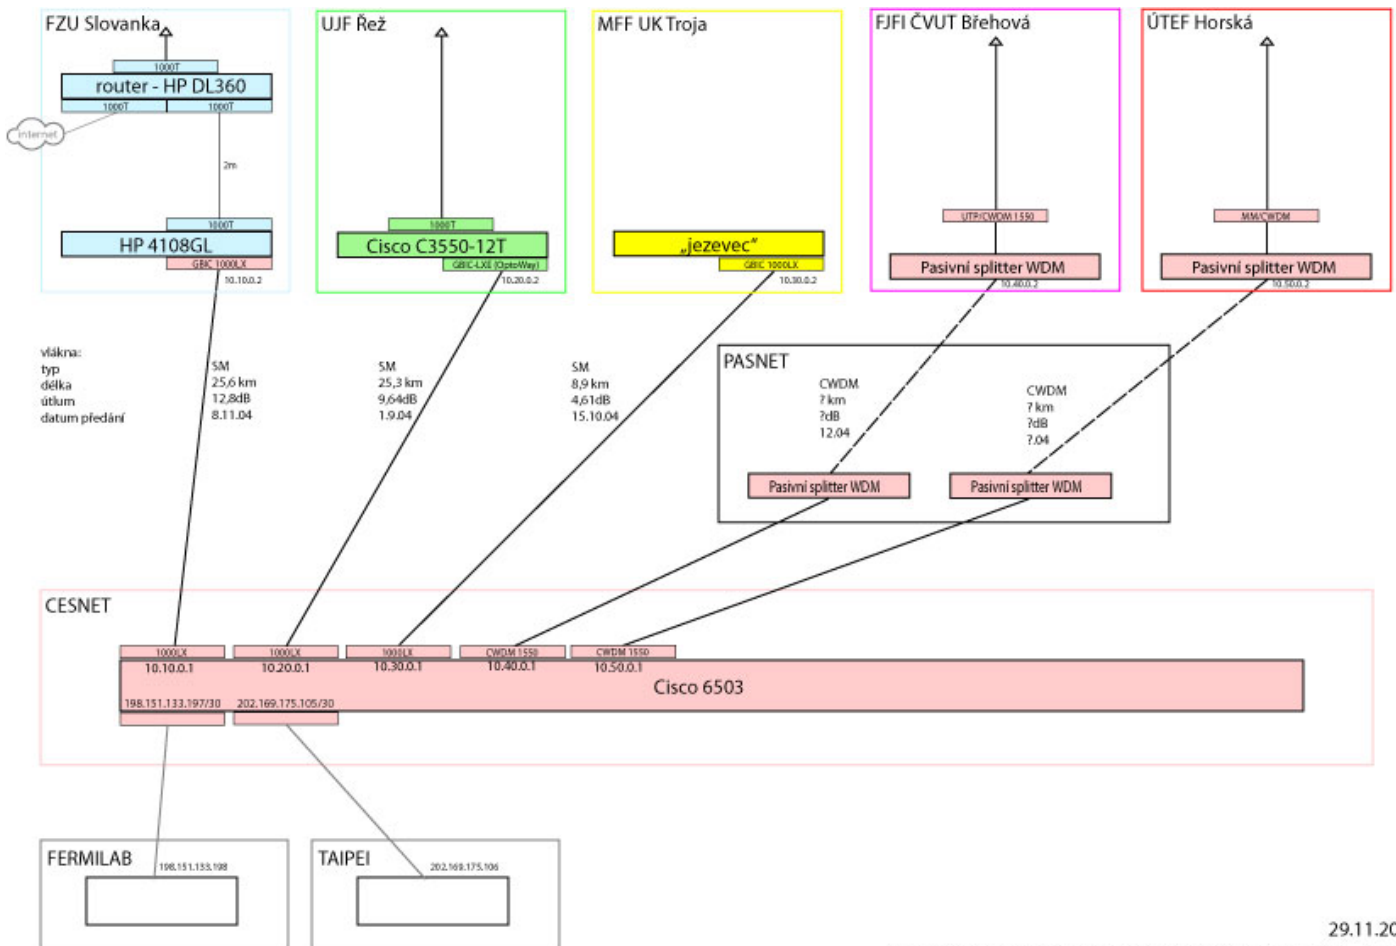 FZU Slovanka
1000T
router - HP DL360
1000T
1000T
internet
2m
1000T
HP 4108GL
GBIC 1000LX
10.10.0.2
UJF Řež
1000T
Cisco C3550-12T
GBIC-LXE (OptoWay)
10.20.0.2
MFF UK Troja
„jezevec“
GBIC 1000LX
10.30.0.2
FJFI ČVUT Břehová
UTP/CWDM 1550
Pasivní splitter WDM
10.40.0.2
ÚTEF Horská
MM/CWDM
Pasivní splitter WDM
10.50.0.2
vlákna:
typ
délka
útlum
datum předání
SM
25,6 km
12,8dB
8.11.04
SM
25,3 km
9,64dB
1.9.04
SM
8,9 km
4,61dB
15.10.04
PASNET
CWDM
? km
?dB
12.04
CWDM
? km
?dB
?.04
Pasivní splitter WDM
Pasivní splitter WDM
CESNET
1000LX
1000LX
1000LX
CWDM 1550
CWDM 1550
10.10.0.1
10.20.0.1
10.30.0.1
10.40.0.1
10.50.0.1
Cisco 6503
198.151.133.197/30
202.169.175.105/30
FERMILAB
198.151.133.198
TAIPEI
202.169.175.106
29.11.20